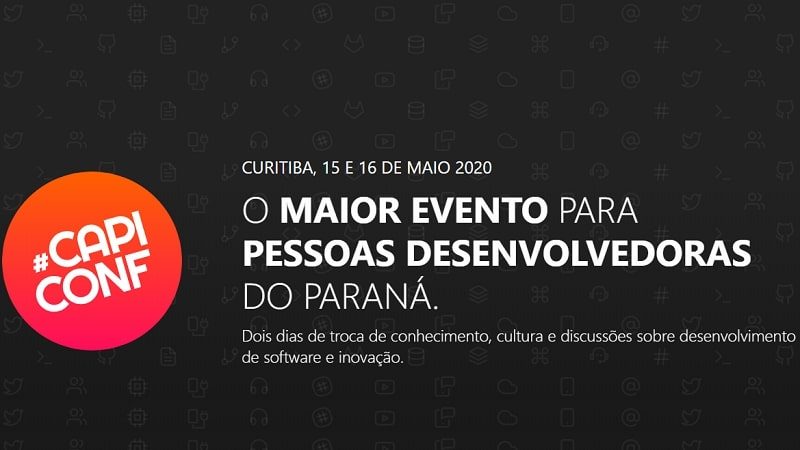 CURITIBA, 15 E 16 DE MAIO 2020
O MAIOR EVENTO PARA
PESSOAS DESENVOLVEDORAS
DO PARANÁ.
Dois dias de troca de conhecimento, cultura e discussões sobre desenvolvimento
de software e inovação.
#CAPI
CONF